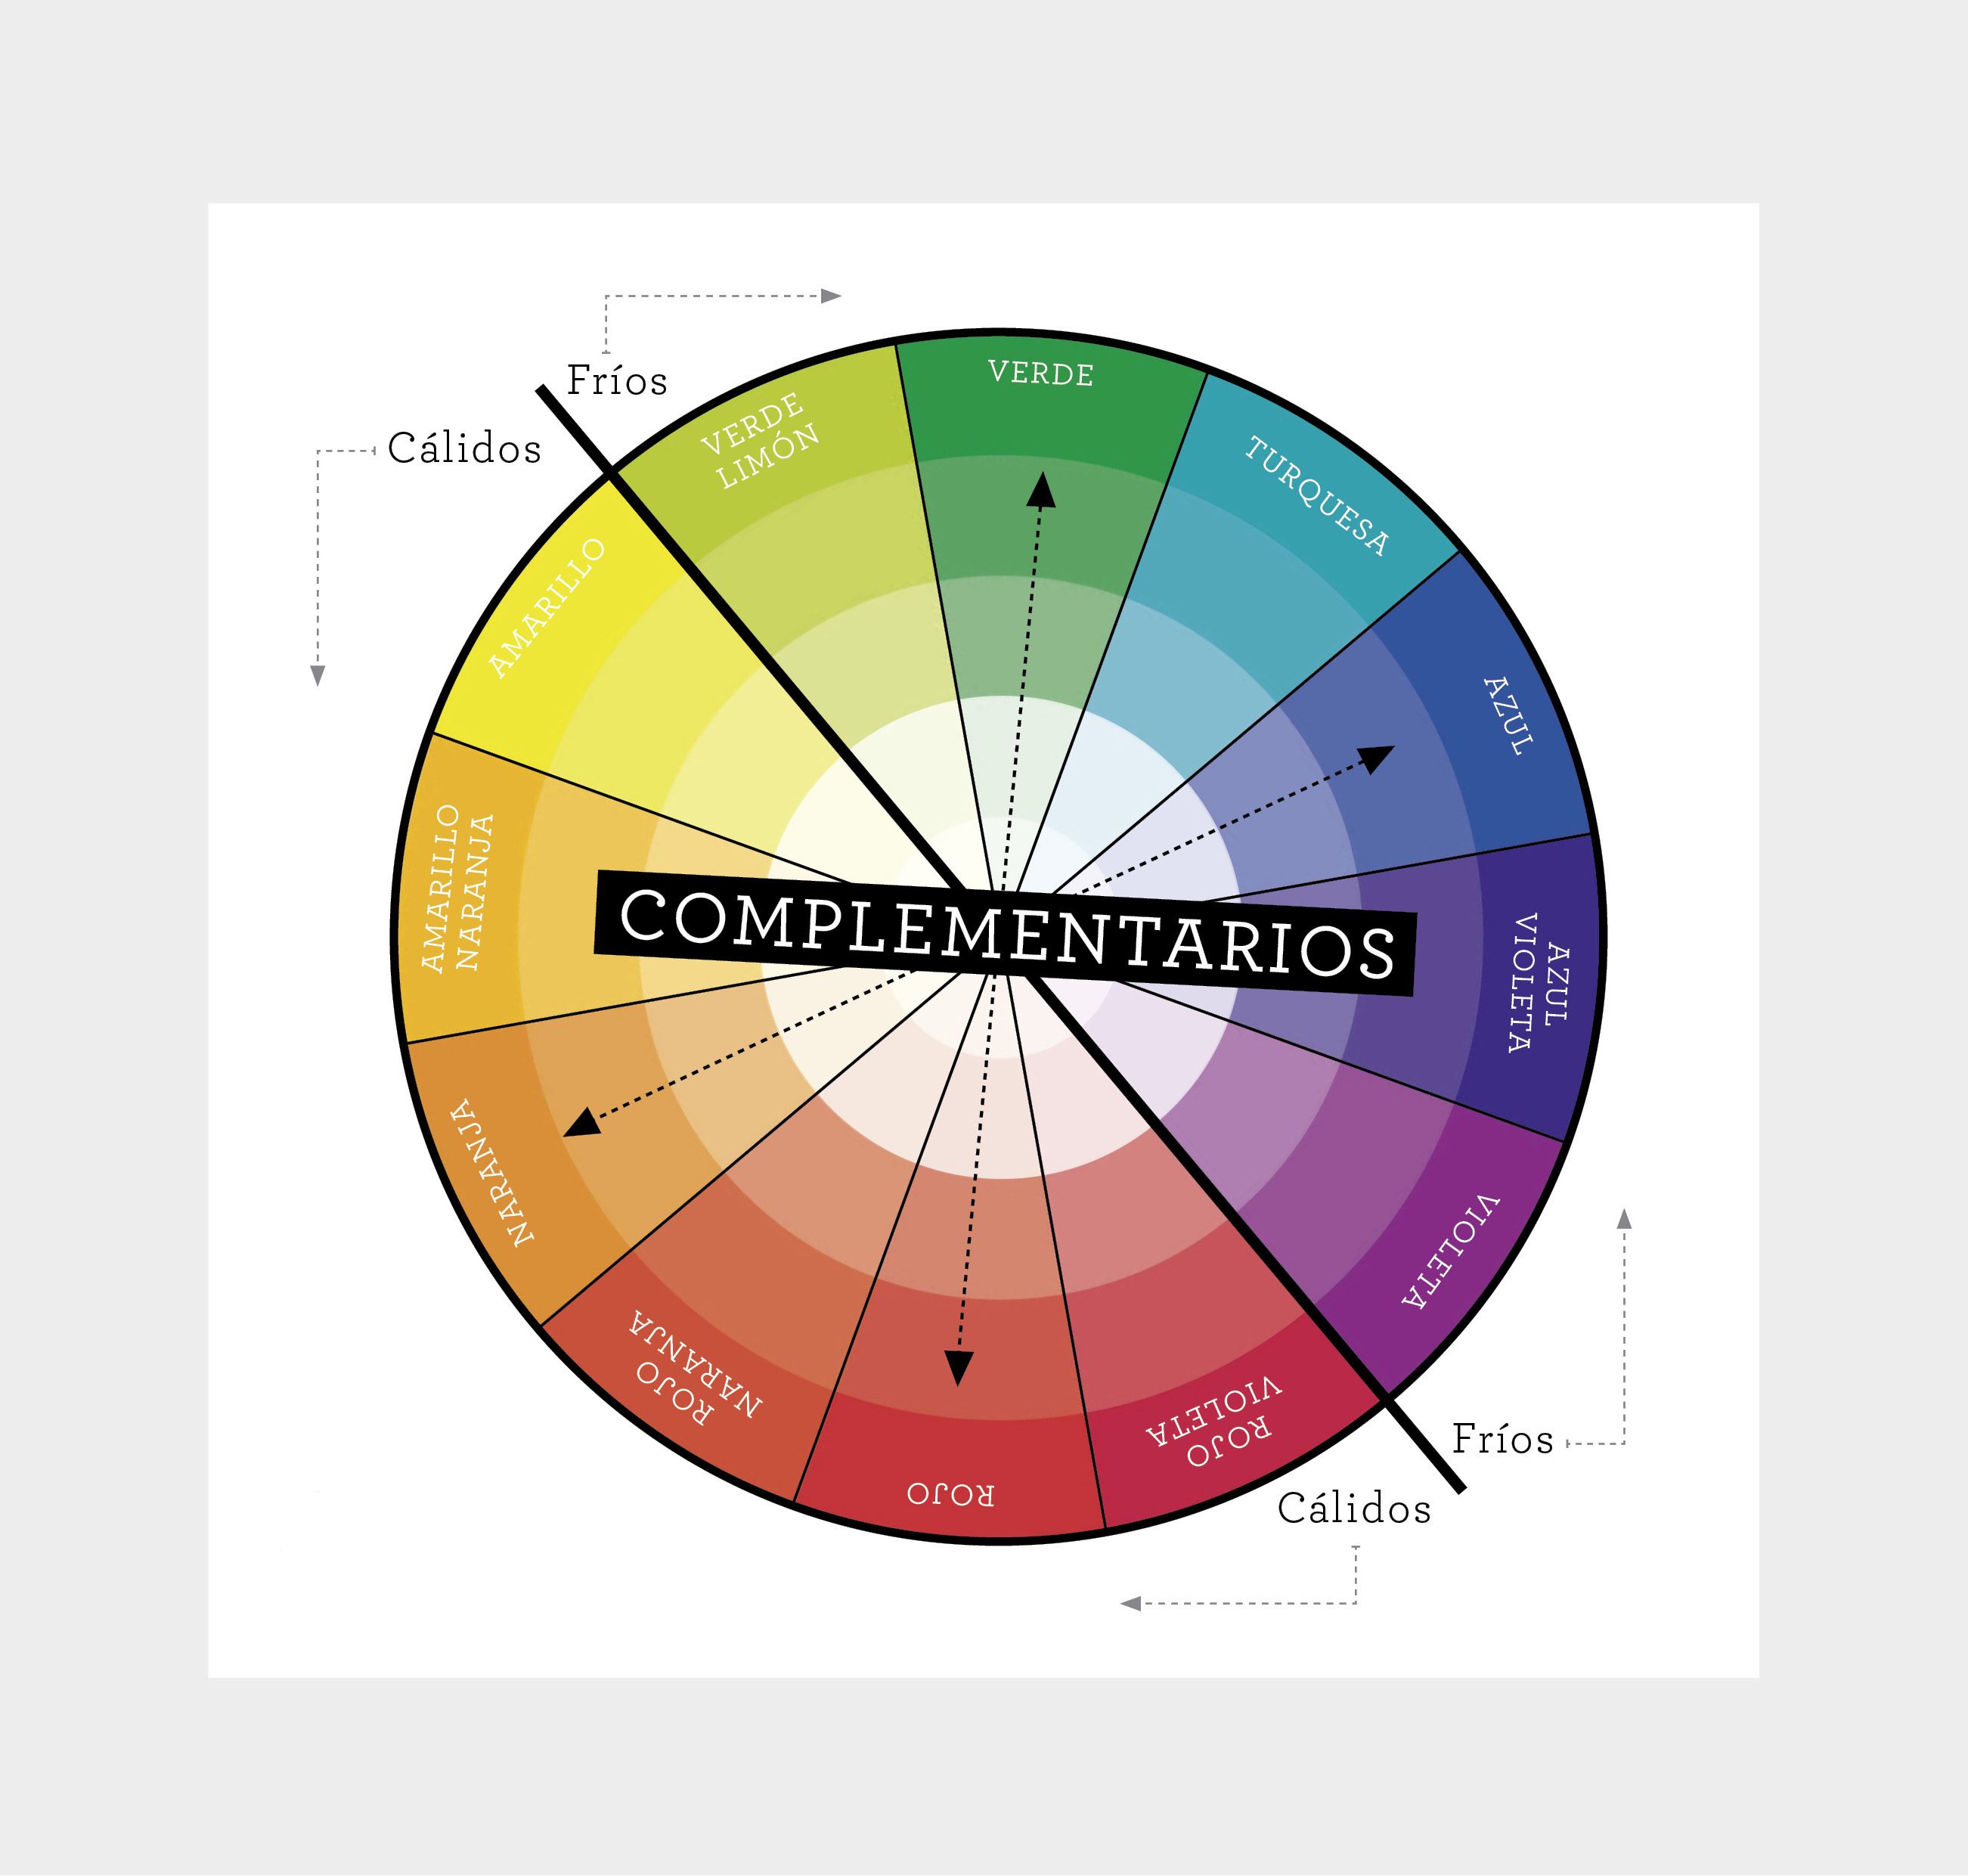 Fríos
Cálidos
VERDE
LIMÓN
VERDE
TURQUESA
AZUL
AZUL
VIOLETA
VIOLETA
ROJO
VIOLETA
ROJO
ROJO
NARANJA
NARANJA
AMARILLO
NARANJA
AMARILLO
COMPLEMENTARIOS
Fríos
Cálidos